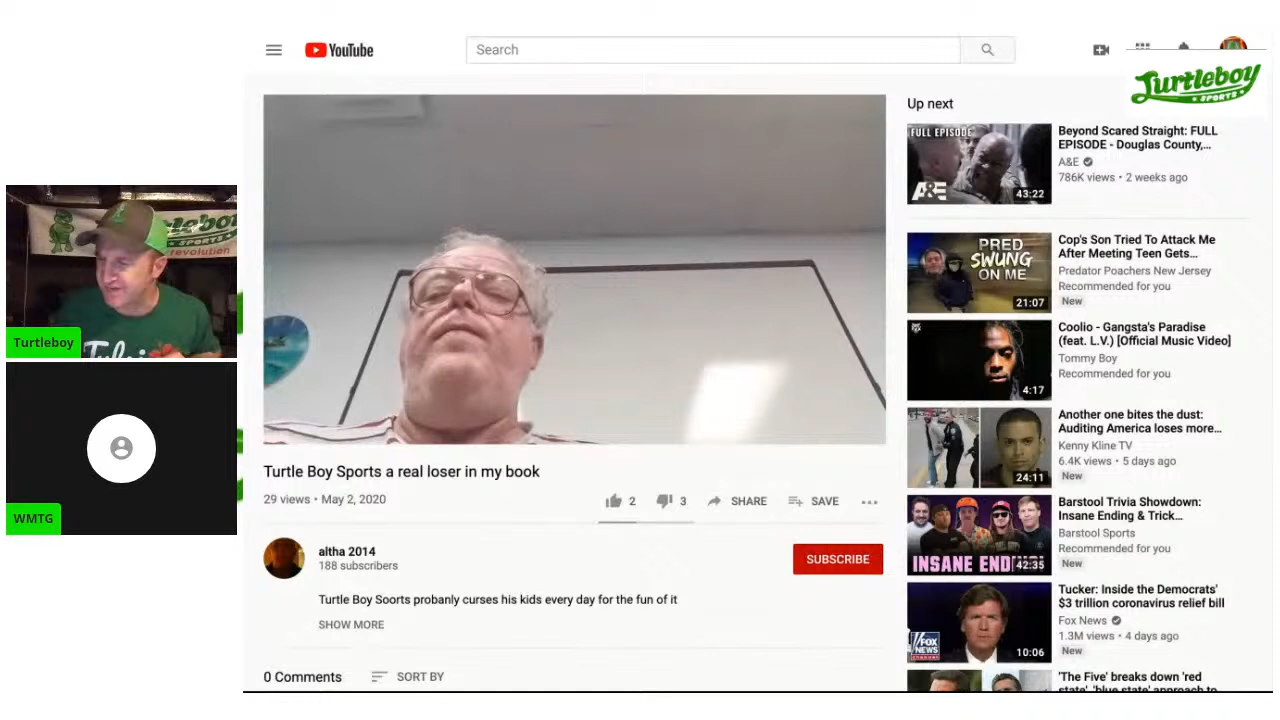 YouTube
Search
Turtleboy
SPORTS
Up next
FULL EPISODE
A&E
43:22
Beyond Scared Straight: FULL
EPISODE - Douglas County,...
A&E
786K views • 2 weeks ago
PRED
SWUNG
ON ME
21:07
Cop's Son Tried To Attack Me
After Meeting Teen Gets...
Predator Poachers New Jersey
Recommended for you
New
4:17
Coolio - Gangsta's Paradise
(feat. L.V.) [Official Music Video]
Tommy Boy
Recommended for you
24:11
Another one bites the dust:
Auditing America loses more...
Kenny Kline TV
6.4K views • 5 days ago
New
INSANE END
42:35
Barstool Trivia Showdown:
Insane Ending & Trick...
Barstool Sports
Recommended for you
New
FOX
NEWS
10:06
Tucker: Inside the Democrats'
$3 trillion coronavirus relief bill
Fox News
1.3M views • 4 days ago
New
'The Five' breaks down 'red
state', 'blue state' approach to
SPORTS
revolution
Turtleboy
WMTG
Turtle Boy Sports a real loser in my book
29 views • May 2, 2020
2
3
SHARE
SAVE
altha 2014
188 subscribers
SUBSCRIBE
Turtle Boy Soorts probanly curses his kids every day for the fun of it
SHOW MORE
0 Comments
SORT BY